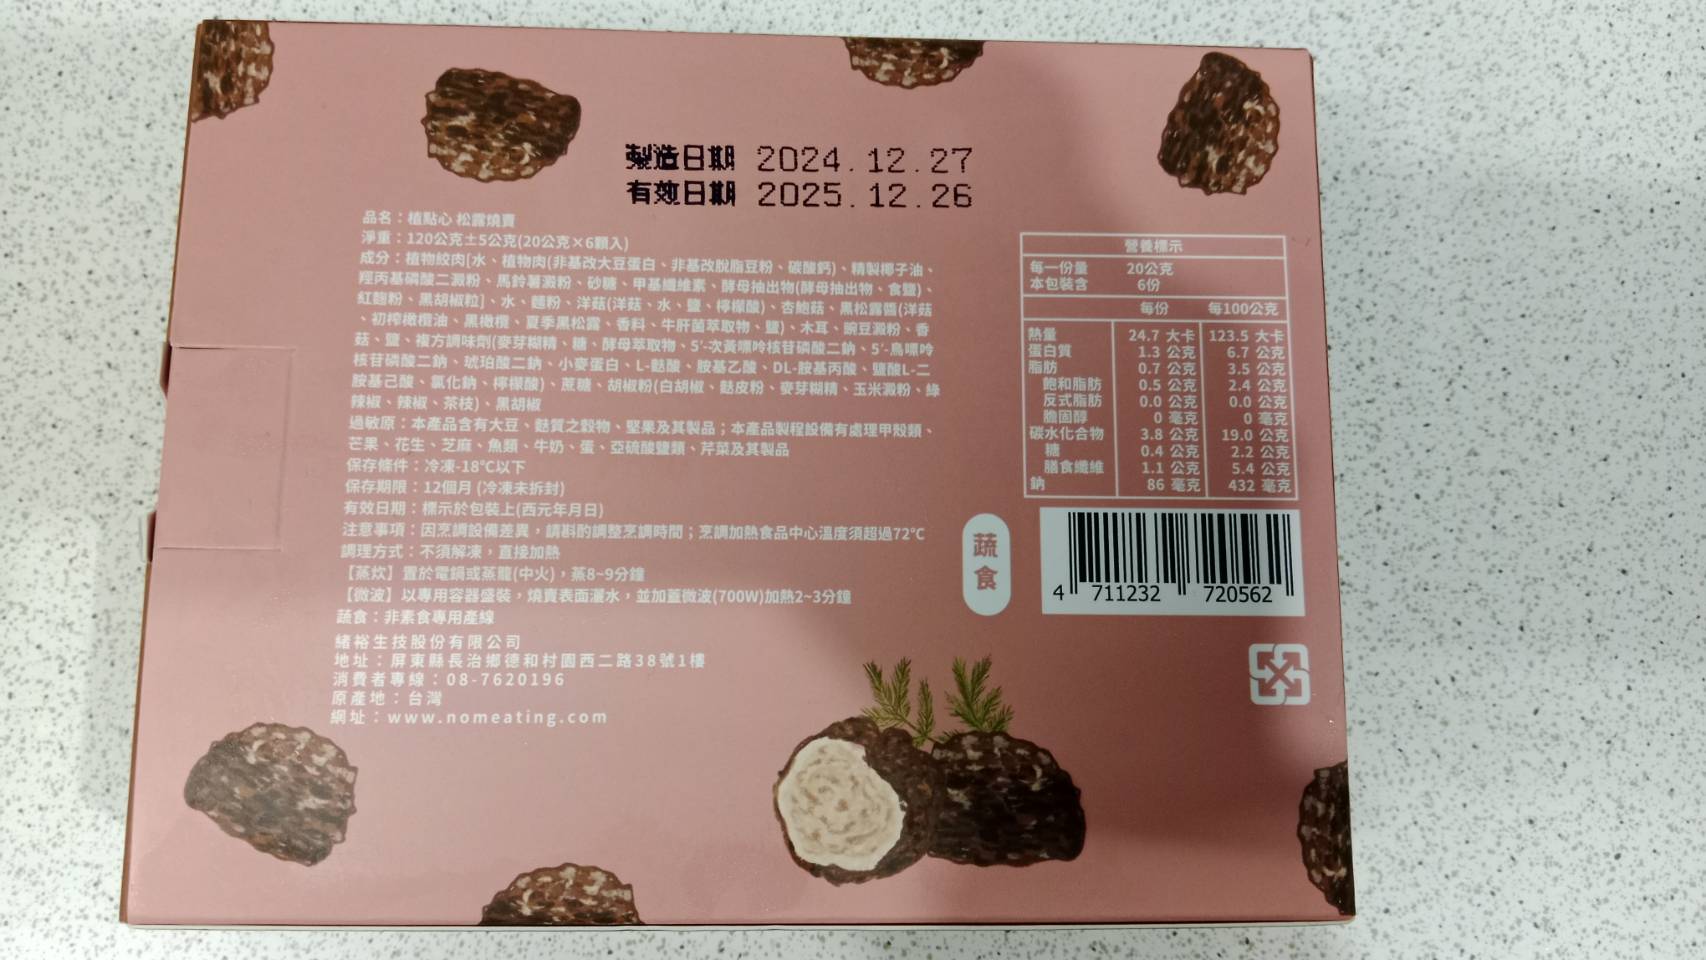 製造日期 2024.12.27
有效日期 2025.12.26
品名：植點心 松露燒賣
淨重：120公克±5公克(20公克×6顆入)
成分：植物絞肉[水、植物肉(非基改大豆蛋白、非基改脫脂豆粉、碳酸鈣)、精製椰子油、
羥丙基磷酸二澱粉、馬鈴薯澱粉、砂糖、甲基纖維素、酵母抽出物(酵母抽出物、食鹽)、
紅麴粉、黑胡椒粒]、水、麵粉、洋菇(洋菇、水、鹽、檸檬酸)、杏鮑菇、黑松露醬(洋菇
、初榨橄欖油、黑橄欖、夏季黑松露、香料、牛肝菌萃取物、鹽)、木耳、豌豆澱粉、香
菇、鹽、複方調味劑(麥芽糊精、糖、酵母萃取物、5'-次黃嘌呤核苷磷酸二鈉、5'-鳥嘌呤
核苷磷酸二鈉、琥珀酸二鈉、小麥蛋白、L-麩酸、胺基乙酸、DL-胺基丙酸、鹽酸L-二
胺基己酸、氯化鈉、檸檬酸)、蔗糖、胡椒粉(白胡椒、麩皮粉、麥芽糊精、玉米澱粉、綠
辣椒、辣椒、茶枝)、黑胡椒
過敏原：本產品含有大豆、麩質之穀物、堅果及其製品；本產品製程設備有處理甲殼類、
芒果、花生、芝麻、魚類、牛奶、蛋、亞硫酸鹽類、芹菜及其製品
保存條件：冷凍-18℃以下
保存期限：12個月 (冷凍未拆封)
有效日期：標示於包裝上(西元年月日)
注意事項：因烹調設備差異，請斟酌調整烹調時間；烹調加熱食品中心溫度須超過72℃
調理方式：不須解凍，直接加熱
【蒸炊】置於電鍋或蒸籠(中火)，蒸8~9分鐘
【微波】以專用容器盛裝，燒賣表面灑水，並加蓋微波(700W)加熱2~3分鐘
蔬食：非素食專用產線
緒裕生技股份有限公司
地址：屏東縣長治鄉德和村園西二路38號1樓
消費者專線：08-7620196
原產地：台灣
網址：www.nomeating.com
營養標示
每一份量 20公克
本包裝含 6份
每份 每100公克
熱量 24.7 大卡 123.5 大卡
蛋白質 1.3 公克 6.7 公克
脂肪 0.7 公克 3.5 公克
飽和脂肪 0.5 公克 2.4 公克
反式脂肪 0.0 公克 0.0 公克
膽固醇 0 毫克 0 毫克
碳水化合物 3.8 公克 19.0 公克
糖 0.4 公克 2.2 公克
膳食纖維 1.1 公克 5.4 公克
鈉 86 毫克 432 毫克
蔬食
4 711232 720562